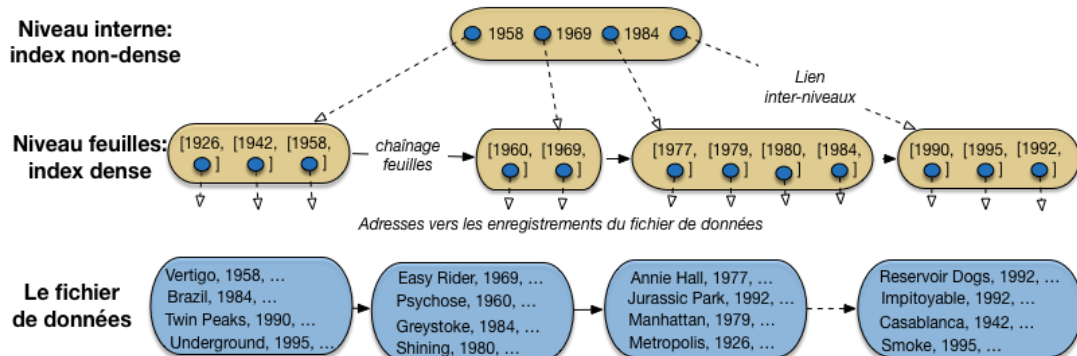 Niveau interne:
index non-dense
1958 1969 1984
Lien
inter-niveaux
Niveau feuilles:
index dense
[1926, ] [1942, ] [1958, ]
chaînage
feuilles
[1960, ] [1969, ]
[1977, ] [1979, ] [1980, ] [1984, ]
[1990, ] [1995, ] [1992, ]
Adresses vers les enregistrements du fichier de données
Le fichier
de données
Vertigo, 1958, ...
Brazil, 1984, ...
Twin Peaks, 1990, ...
Underground, 1995, ...
Easy Rider, 1969, ...
Psychose, 1960, ...
Greystoke, 1984, ...
Shining, 1980, ...
Annie Hall, 1977, ...
Jurassic Park, 1992, ...
Manhattan, 1979, ...
Metropolis, 1926, ...
Reservoir Dogs, 1992, ...
Impitoyable, 1992, ...
Casablanca, 1942, ...
Smoke, 1995, ...